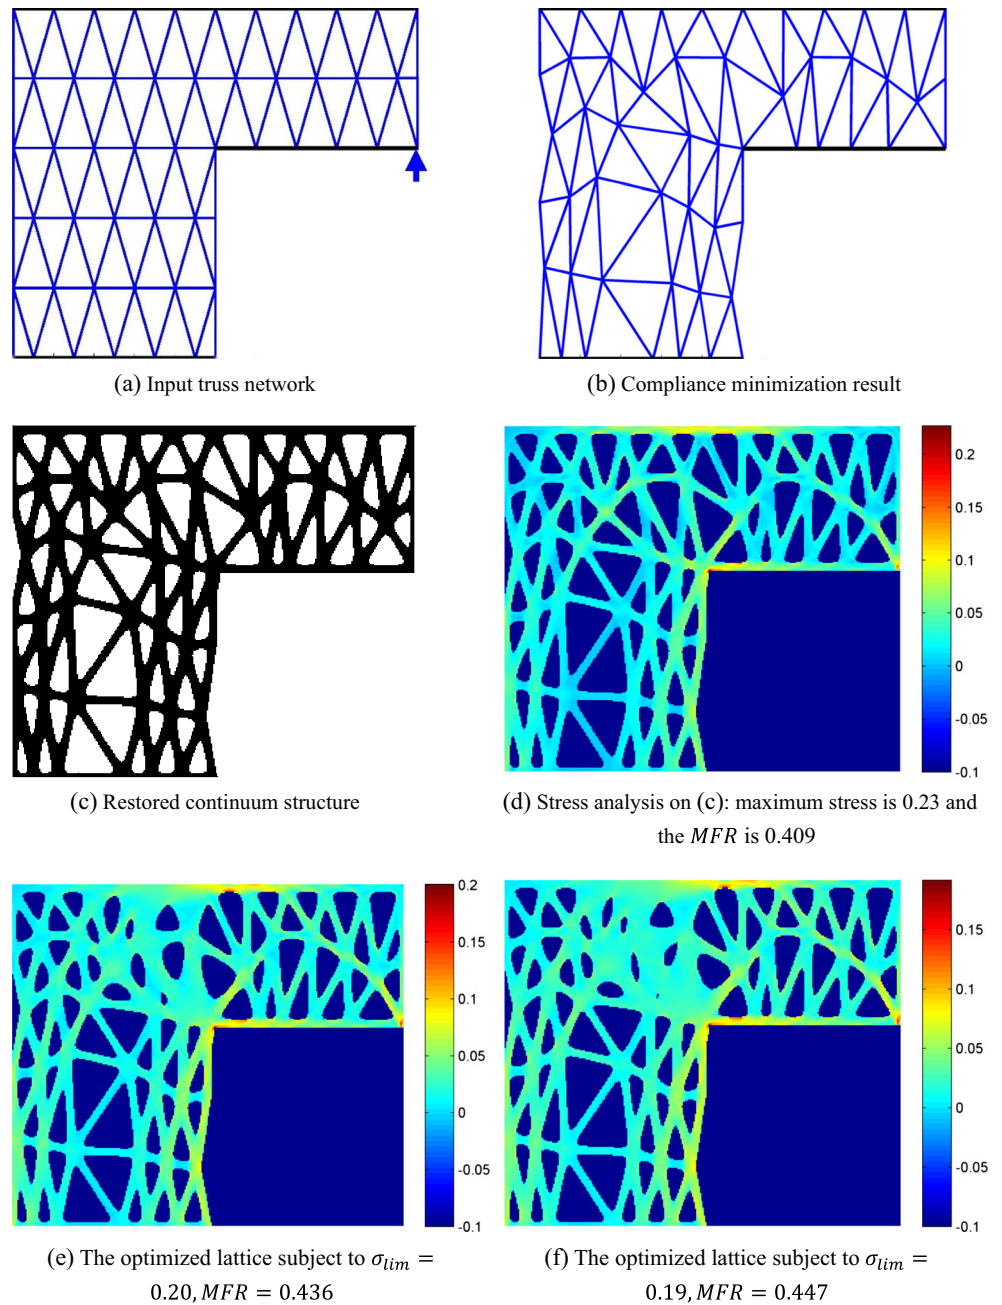 (a) Input truss network
(b) Compliance minimization result
(c) Restored continuum structure
0.2
0.15
0.1
0.05
0
-0.05
-0.1
(d) Stress analysis on (c): maximum stress is 0.23 and
the MFR is 0.409
0.2
0.15
0.1
0.05
0
-0.05
-0.1
(e) The optimized lattice subject to σ_lim =
0.20, MFR = 0.436
0.15
0.1
0.05
0
-0.05
-0.1
(f) The optimized lattice subject to σ_lim =
0.19, MFR = 0.447